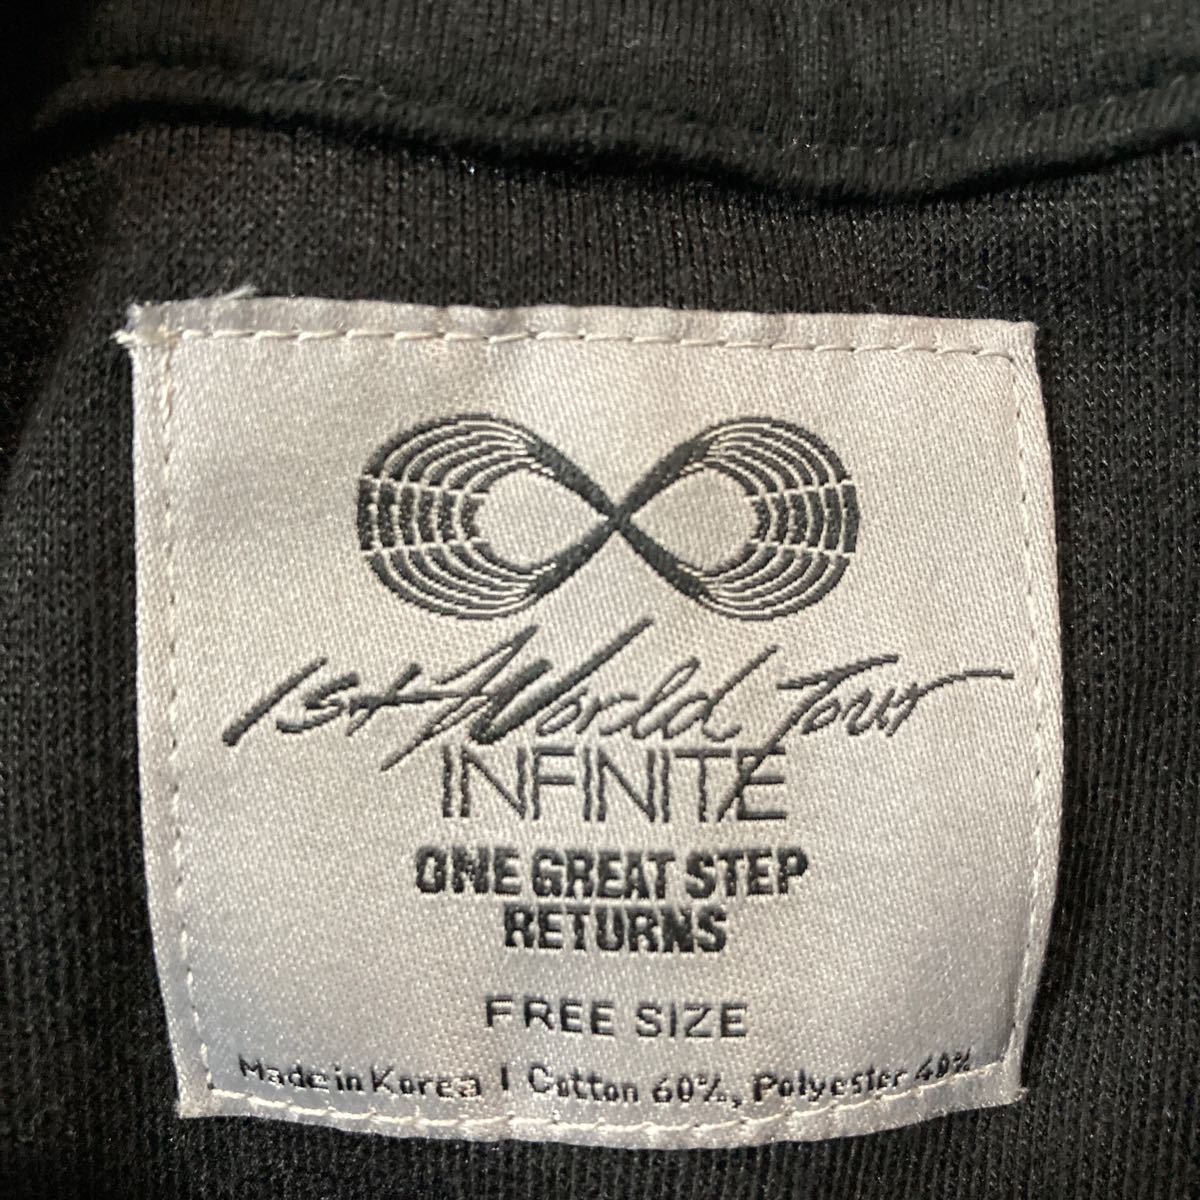 1st World Tour
INFINITE
ONE GREAT STEP
RETURNS
FREE SIZE
Made in Korea | Cotton 60%, Polyester 40%